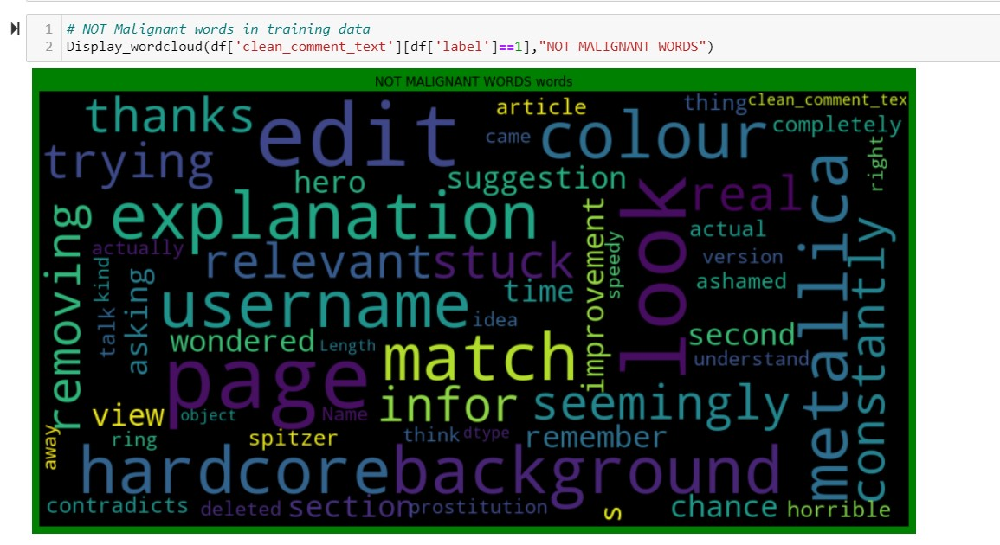 1 # NOT Malignant words in training data
2 Display_wordcloud(df['clean_comment_text'][df['label']==1],"NOT MALIGNANT WORDS")
NOT MALIGNANT WORDS words
thanks
edit
article
thing
clean_comment_tex
came
colour
completely
trying
right
hero
suggestion
explanation
look
real
metallica
removing
improvement
constantly
actually
relevant
stuck
speedy
actual
version
kind
asking
time
ashamed
username
talk
idea
wondered
Length
match
second
understand
page
infor
seemingly
view
object
Name
away
ring
spitzer
think
dtype
remember
hardcore
background
contradicts
deleted
section
prostitution
s
chance
horrible